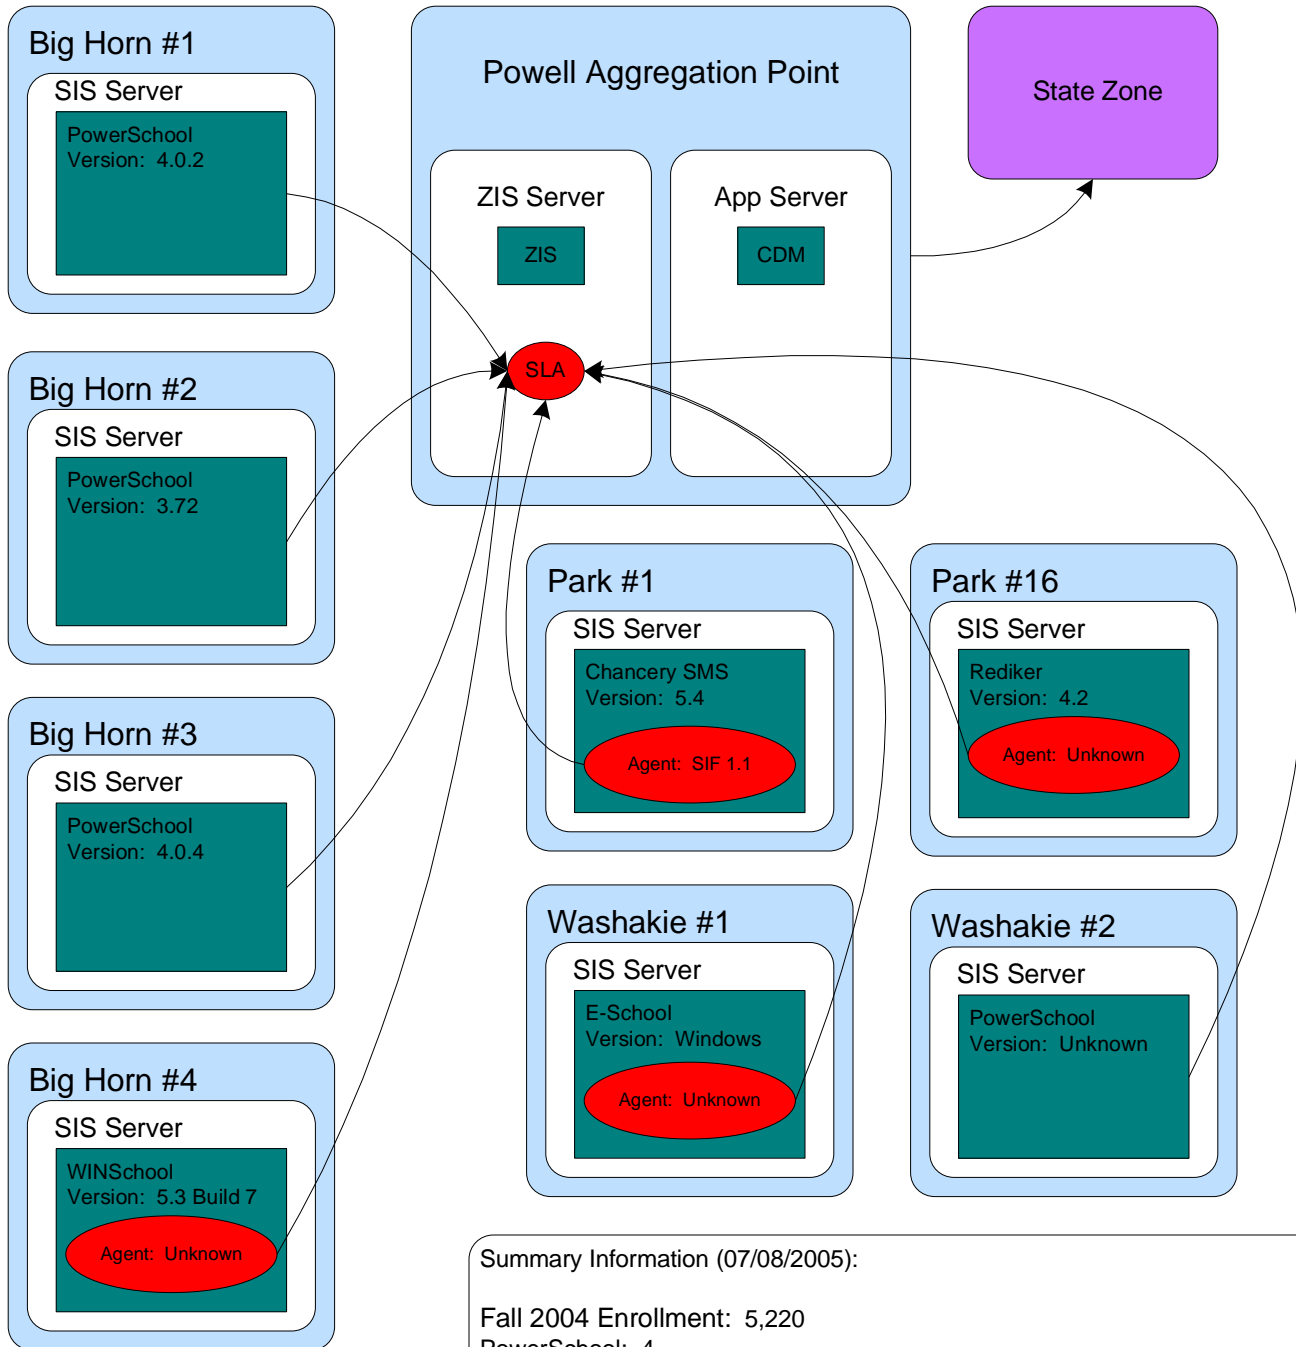 Big Horn #1
SIS Server
PowerSchool
Version: 4.0.2
Powell Aggregation Point
ZIS Server
ZIS
SLA
App Server
CDM
State Zone
Big Horn #2
SIS Server
PowerSchool
Version: 3.72
Big Horn #3
SIS Server
PowerSchool
Version: 4.0.4
Big Horn #4
SIS Server
WINSchool
Version: 5.3 Build 7
Agent: Unknown
Park #1
SIS Server
Chancery SMS
Version: 5.4
Agent: SIF 1.1
Park #16
SIS Server
Rediker
Version: 4.2
Agent: Unknown
Washakie #1
SIS Server
E-School
Version: Windows
Agent: Unknown
Washakie #2
SIS Server
PowerSchool
Version: Unknown
Summary Information (07/08/2005):
Fall 2004 Enrollment: 5,220
PowerSchool: 4